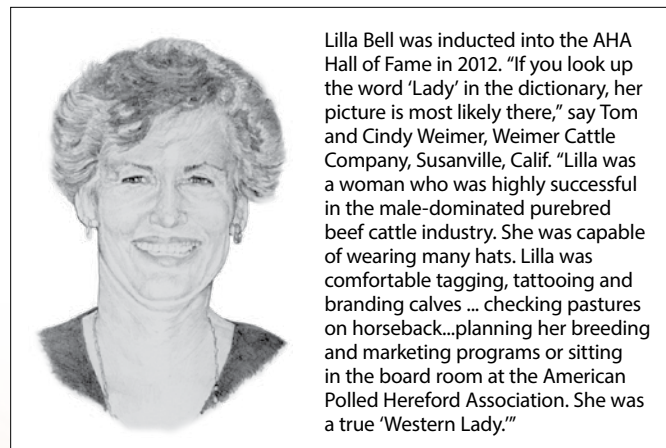 Lilla Bell was inducted into the AHA
Hall of Fame in 2012. “If you look up
the word ‘Lady’ in the dictionary, her
picture is most likely there,” say Tom
and Cindy Weimer, Weimer Cattle
Company, Susanville, Calif. “Lilla was
a woman who was highly successful
in the male-dominated purebred
beef cattle industry. She was capable
of wearing many hats. Lilla was
comfortable tagging, tattooing and
branding calves ... checking pastures
on horseback...planning her breeding
and marketing programs or sitting
in the board room at the American
Polled Hereford Association. She was
a true ‘Western Lady.’”